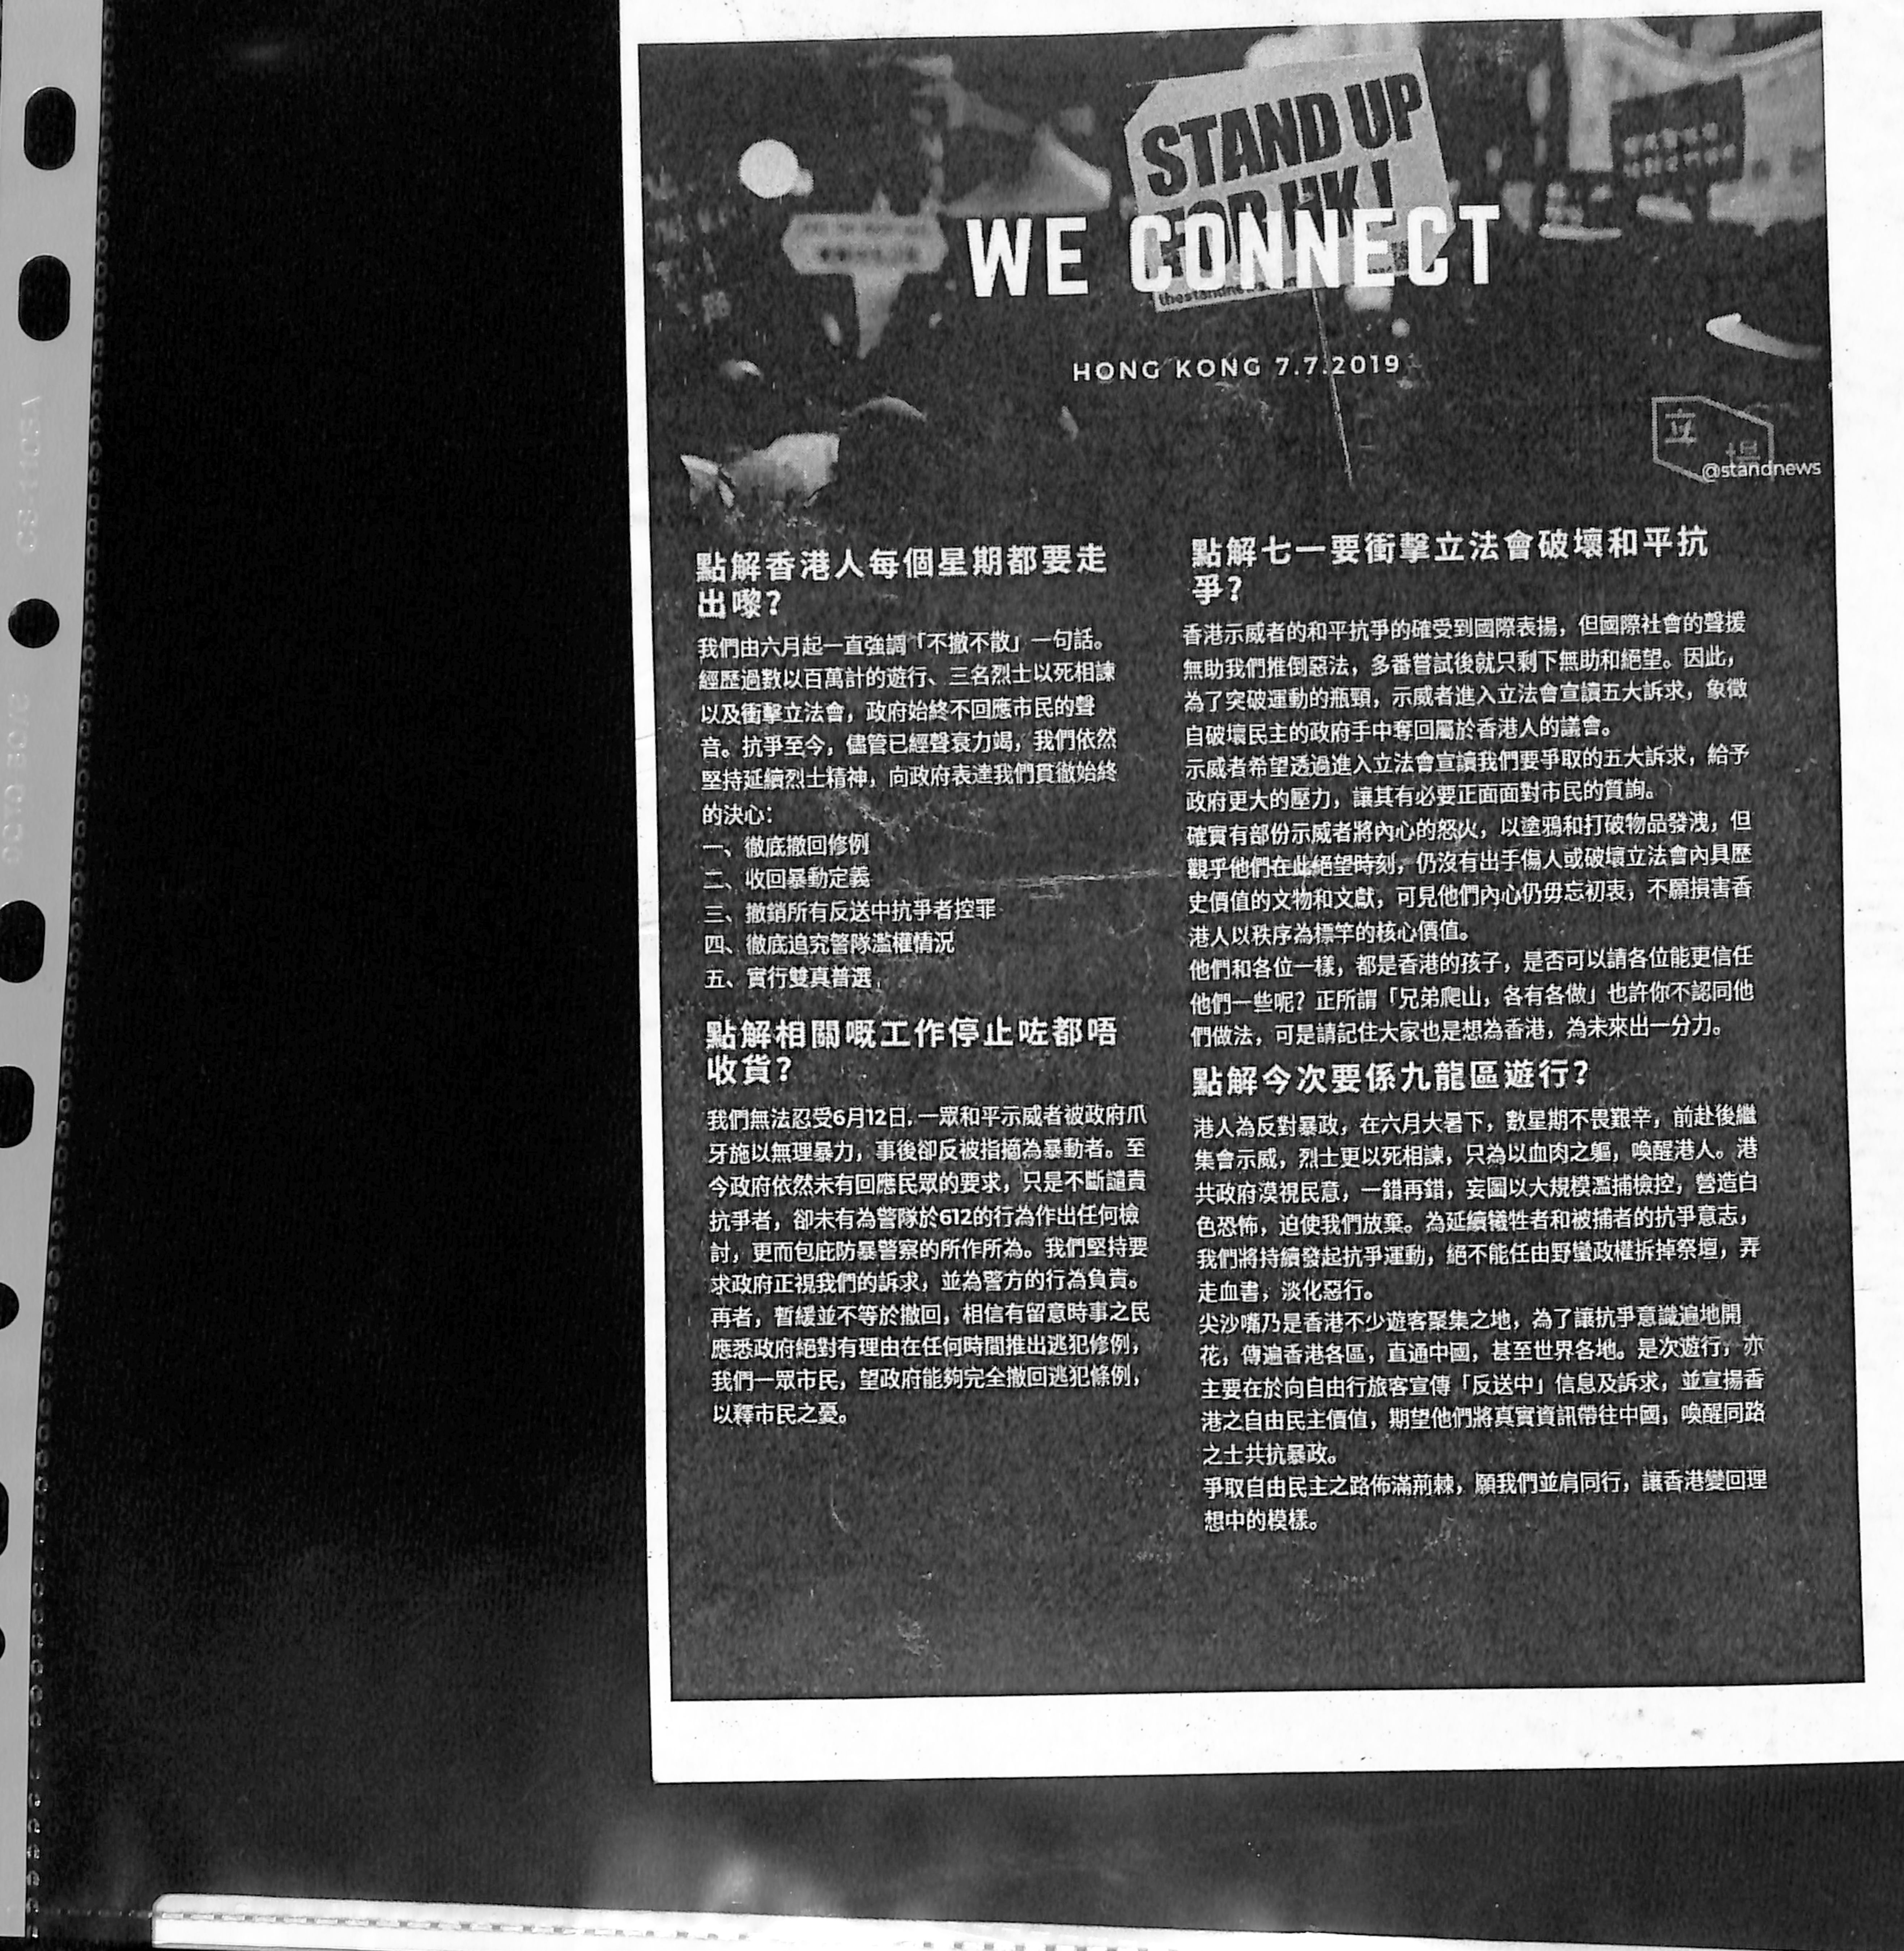 STAND UP
FOR HK!
WE CONNECT
thestandnews.com
HONG KONG 7.7.2019
立
場
@standnews
點解香港人每個星期都要走
出嚟?
我們由六月起一直強調「不撤不散」一句話。
經歷過數以百萬計的遊行、三名烈士以死相諫
以及衝擊立法會，政府始終不回應市民的聲
音。抗爭至今，儘管已經聲衰力竭，我們依然
堅持延續烈士精神，向政府表達我們貫徹始終
的決心：
一、徹底撤回修例
二、收回暴動定義
三、撤銷所有反送中抗爭者控罪
四、徹底追究警隊濫權情況
五、實行雙真普選
點解相關嘅工作停止咗都唔
收貨?
我們無法忍受6月12日，一眾和平示威者被政府爪
牙施以無理暴力，事後卻反被指摘為暴動者。至
今政府依然未有回應民眾的要求，只是不斷譴責
抗爭者，卻未有為警隊於612的行為作出任何檢
討，更而包庇防暴警察的所作所為。我們堅持要
求政府正視我們的訴求，並為警方的行為負責。
再者，暫緩並不等於撤回，相信有留意時事之民
應悉政府絕對有理由在任何時間推出逃犯修例，
我們一眾市民，望政府能夠完全撤回逃犯條例，
以釋市民之憂。
點解七一要衝擊立法會破壞和平抗
爭?
香港示威者的和平抗爭的確受到國際表揚，但國際社會的聲援
無助我們推倒惡法，多番嘗試後就只剩下無助和絕望。因此，
為了突破運動的瓶頸，示威者進入立法會宣讀五大訴求，象徵
自破壞民主的政府手中奪回屬於香港人的議會。
示威者希望透過進入立法會宣讀我們要爭取的五大訴求，給予
政府更大的壓力，讓其有必要正面面對市民的質詢。
確實有部份示威者將內心的怒火，以塗鴉和打破物品發洩，但
觀乎他們在此絕望時刻，仍沒有出手傷人或破壞立法會內具歷
史價值的文物和文獻，可見他們內心仍毋忘初衷，不願損害香
港人以秩序為標竿的核心價值。
他們和各位一樣，都是香港的孩子，是否可以請各位能更信任
他們一些呢？正所謂「兄弟爬山，各有各做」也許你不認同他
們做法，可是請記住大家也是想為香港，為未來出一分力。
點解今次要係九龍區遊行?
港人為反對暴政，在六月大暑下，數星期不畏艱辛，前赴後繼
集會示威，烈士更以死相諫，只為以血肉之軀，喚醒港人。港
共政府漠視民意，一錯再錯，妄圖以大規模濫捕檢控，營造白
色恐怖，迫使我們放棄。為延續犧牲者和被捕者的抗爭意志，
我們將持續發起抗爭運動，絕不能任由野蠻政權拆掉祭壇，弄
走血書，淡化惡行。
尖沙嘴乃是香港不少遊客聚集之地，為了讓抗爭意識遍地開
花，傳遍香港各區，直通中國，甚至世界各地。是次遊行，亦
主要在於向自由行旅客宣傳「反送中」信息及訴求，並宣揚香
港之自由民主價值，期望他們將真實資訊帶往中國，喚醒同路
之士共抗暴政。
爭取自由民主之路佈滿荊棘，願我們並肩同行，讓香港變回理
想中的模樣。